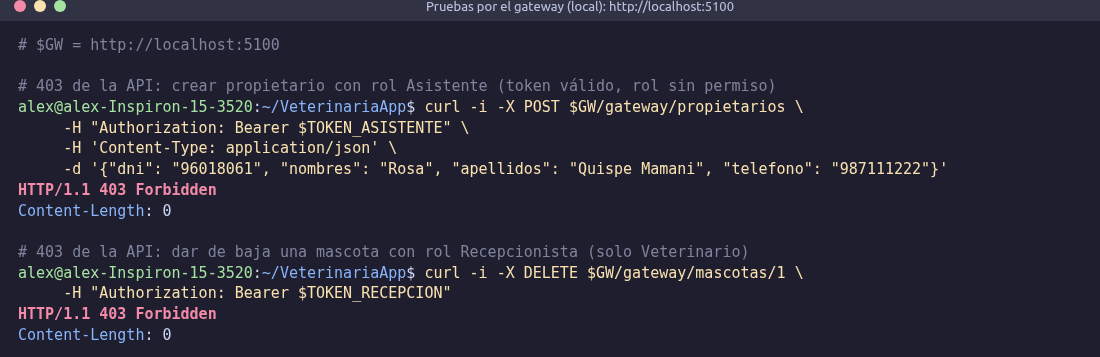 Pruebas por el gateway (local): http://localhost:5100
# $GW = http://localhost:5100
# 403 de la API: crear propietario con rol Asistente (token válido, rol sin permiso)
alex@alex-Inspiron-15-3520:~/VeterinariaApp$ curl -i -X POST $GW/gateway/propietarios \
-H "Authorization: Bearer $TOKEN_ASISTENTE" \
-H 'Content-Type: application/json' \
-d '{"dni": "96018061", "nombres": "Rosa", "apellidos": "Quispe Mamani", "telefono": "987111222"}'
HTTP/1.1 403 Forbidden
Content-Length: 0
# 403 de la API: dar de baja una mascota con rol Recepcionista (solo Veterinario)
alex@alex-Inspiron-15-3520:~/VeterinariaApp$ curl -i -X DELETE $GW/gateway/mascotas/1 \
-H "Authorization: Bearer $TOKEN_RECEPCION"
HTTP/1.1 403 Forbidden
Content-Length: 0